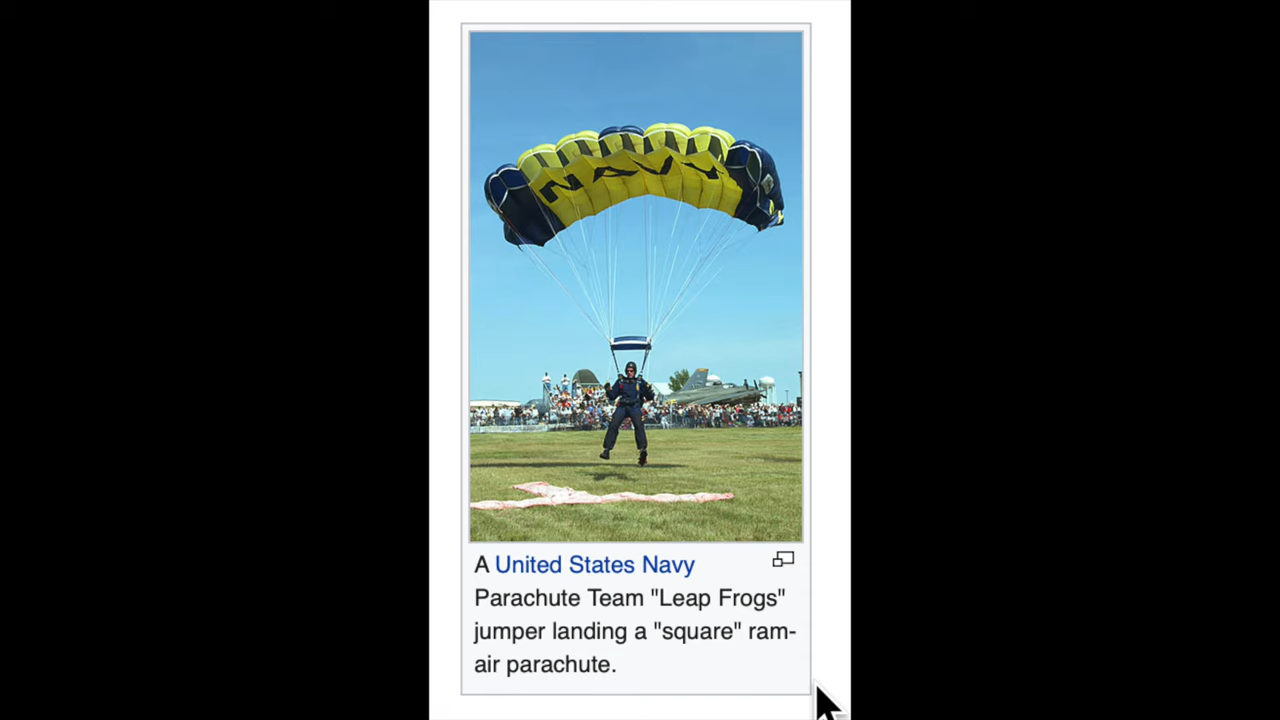 NAVY
A United States Navy
Parachute Team "Leap Frogs"
jumper landing a "square" ram-
air parachute.